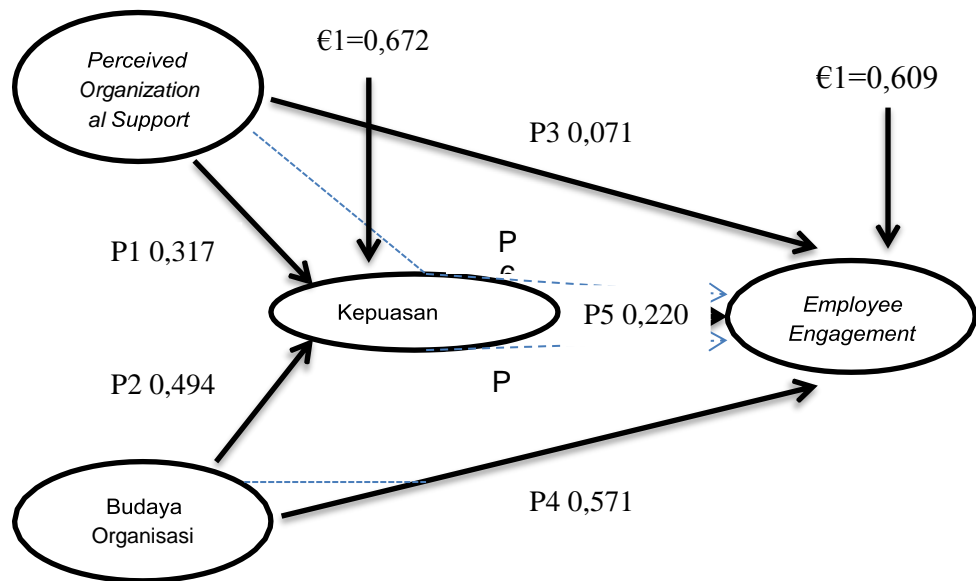 €1=0,672
Perceived
Organization
al Support
€1=0,609
P3 0,071
P1 0,317
P
Kepuasan
P5 0,220
Employee
Engagement
P2 0,494
P
P4 0,571
Budaya
Organisasi